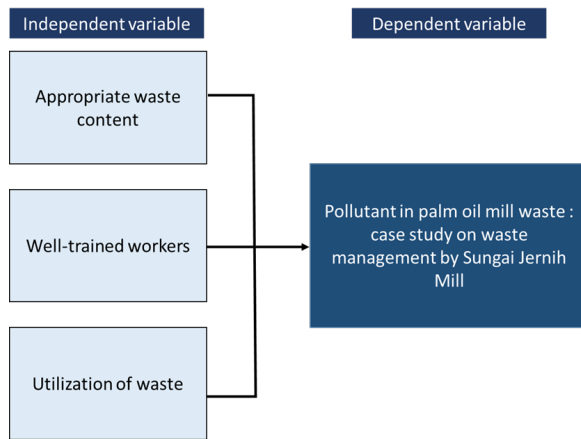 Independent variable
Dependent variable
Appropriate waste
content
Well-trained workers
Utilization of waste
Pollutant in palm oil mill waste :
case study on waste
management by Sungai Jernih
Mill